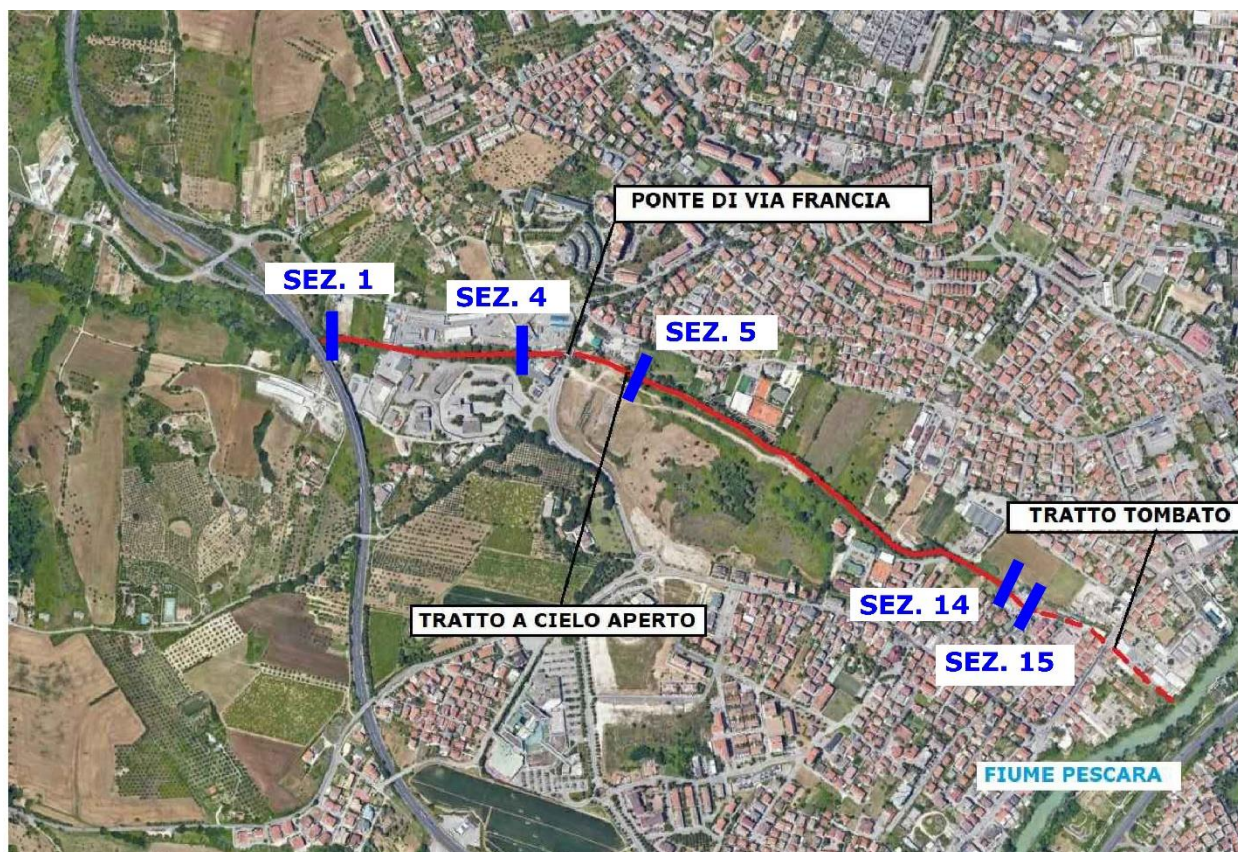 PONTE DI VIA FRANCIA
SEZ. 1
SEZ. 4
SEZ. 5
TRATTO TOMBATO
TRATTO A CIELO APERTO
SEZ. 14
SEZ. 15
FIUME PESCARA